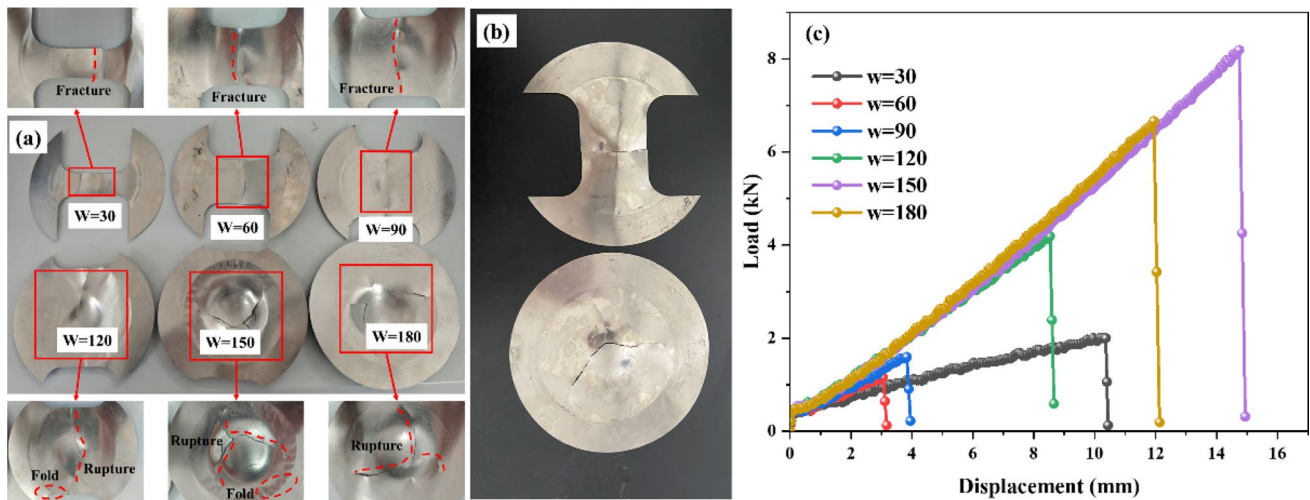 Fracture
Fracture
Fracture
(a)
W=30
W=60
W=90
W=120
W=150
W=180
Fold
Rupture
Rupture
Fold
Rupture
(b)
(c)
w=30
w=60
w=90
w=120
w=150
w=180
Load (kN)
8
6
4
2
0
0 2 4 6 8 10 12 14 16
Displacement (mm)